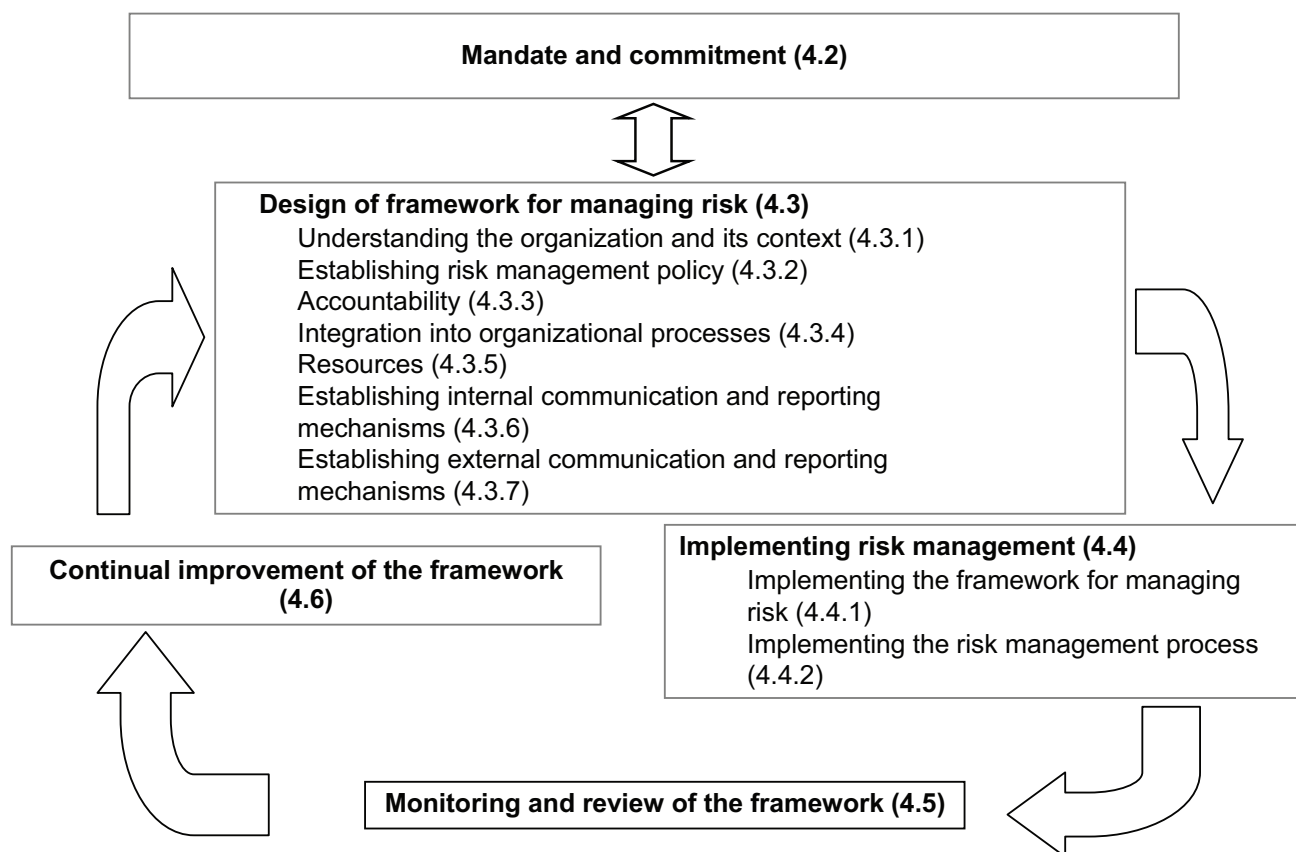 Mandate and commitment (4.2)
Design of framework for managing risk (4.3)
Understanding the organization and its context (4.3.1)
Establishing risk management policy (4.3.2)
Accountability (4.3.3)
Integration into organizational processes (4.3.4)
Resources (4.3.5)
Establishing internal communication and reporting
mechanisms (4.3.6)
Establishing external communication and reporting
mechanisms (4.3.7)
Implementing risk management (4.4)
Implementing the framework for managing
risk (4.4.1)
Implementing the risk management process
(4.4.2)
Continual improvement of the framework
(4.6)
Monitoring and review of the framework (4.5)